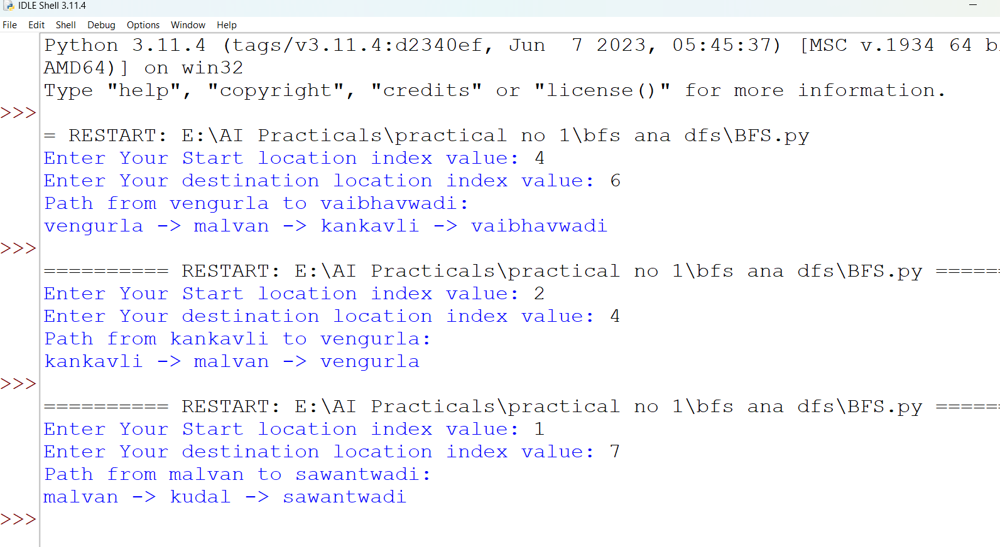 IDLE Shell 3.11.4
File Edit Shell Debug Options Window Help
Python 3.11.4 (tags/v3.11.4:d2340ef, Jun  7 2023, 05:45:37) [MSC v.1934 64
AMD64)] on win32
Type "help", "copyright", "credits" or "license()" for more information.
>>>
= RESTART: E:\AI Practicals\practical no 1\bfs ana dfs\BFS.py
Enter Your Start location index value: 4
Enter Your destination location index value: 6
Path from vengurla to vaibhavwadi:
vengurla -> malvan -> kankavli -> vaibhavwadi
>>>
========== RESTART: E:\AI Practicals\practical no 1\bfs ana dfs\BFS.py =====
Enter Your Start location index value: 2
Enter Your destination location index value: 4
Path from kankavli to vengurla:
kankavli -> malvan -> vengurla
>>>
========== RESTART: E:\AI Practicals\practical no 1\bfs ana dfs\BFS.py =====
Enter Your Start location index value: 1
Enter Your destination location index value: 7
Path from malvan to sawantwadi:
malvan -> kudal -> sawantwadi
>>>